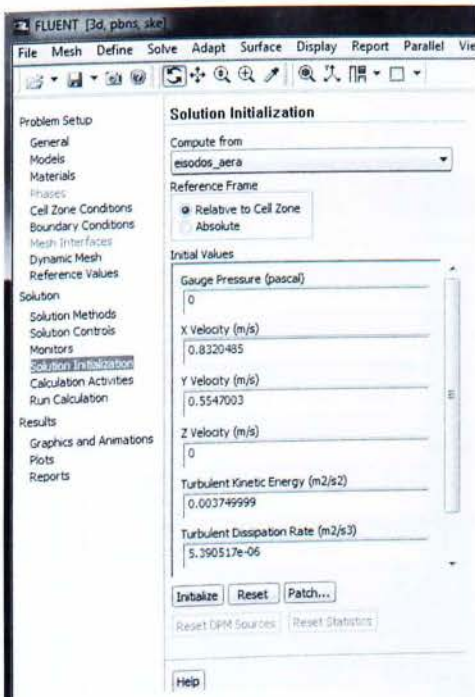 FLUENT [3d, pbns, ske]
File Mesh Define Solve Adapt Surface Display Report Parallel
Problem Setup
General
Models
Materials
Phases
Cell Zone Conditions
Boundary Conditions
Mesh Interfaces
Dynamic Mesh
Reference Values
Solution
Solution Methods
Solution Controls
Monitors
Solution Initialization
Calculation Activities
Run Calculation
Results
Graphics and Animations
Plots
Reports
Solution Initialization
Compute from
eisodos_aera
Reference Frame
Relative to Cell Zone
Absolute
Initial Values
Gauge Pressure (pascal)
0
X Velocity (m/s)
0.8320485
Y Velocity (m/s)
0.5547003
Z Velocity (m/s)
0
Turbulent Kinetic Energy (m2/s2)
0.003749999
Turbulent Dissipation Rate (m2/s3)
5.390517e-06
Initialize Reset Patch...
Reset DPM Sources Reset Statistics
Help